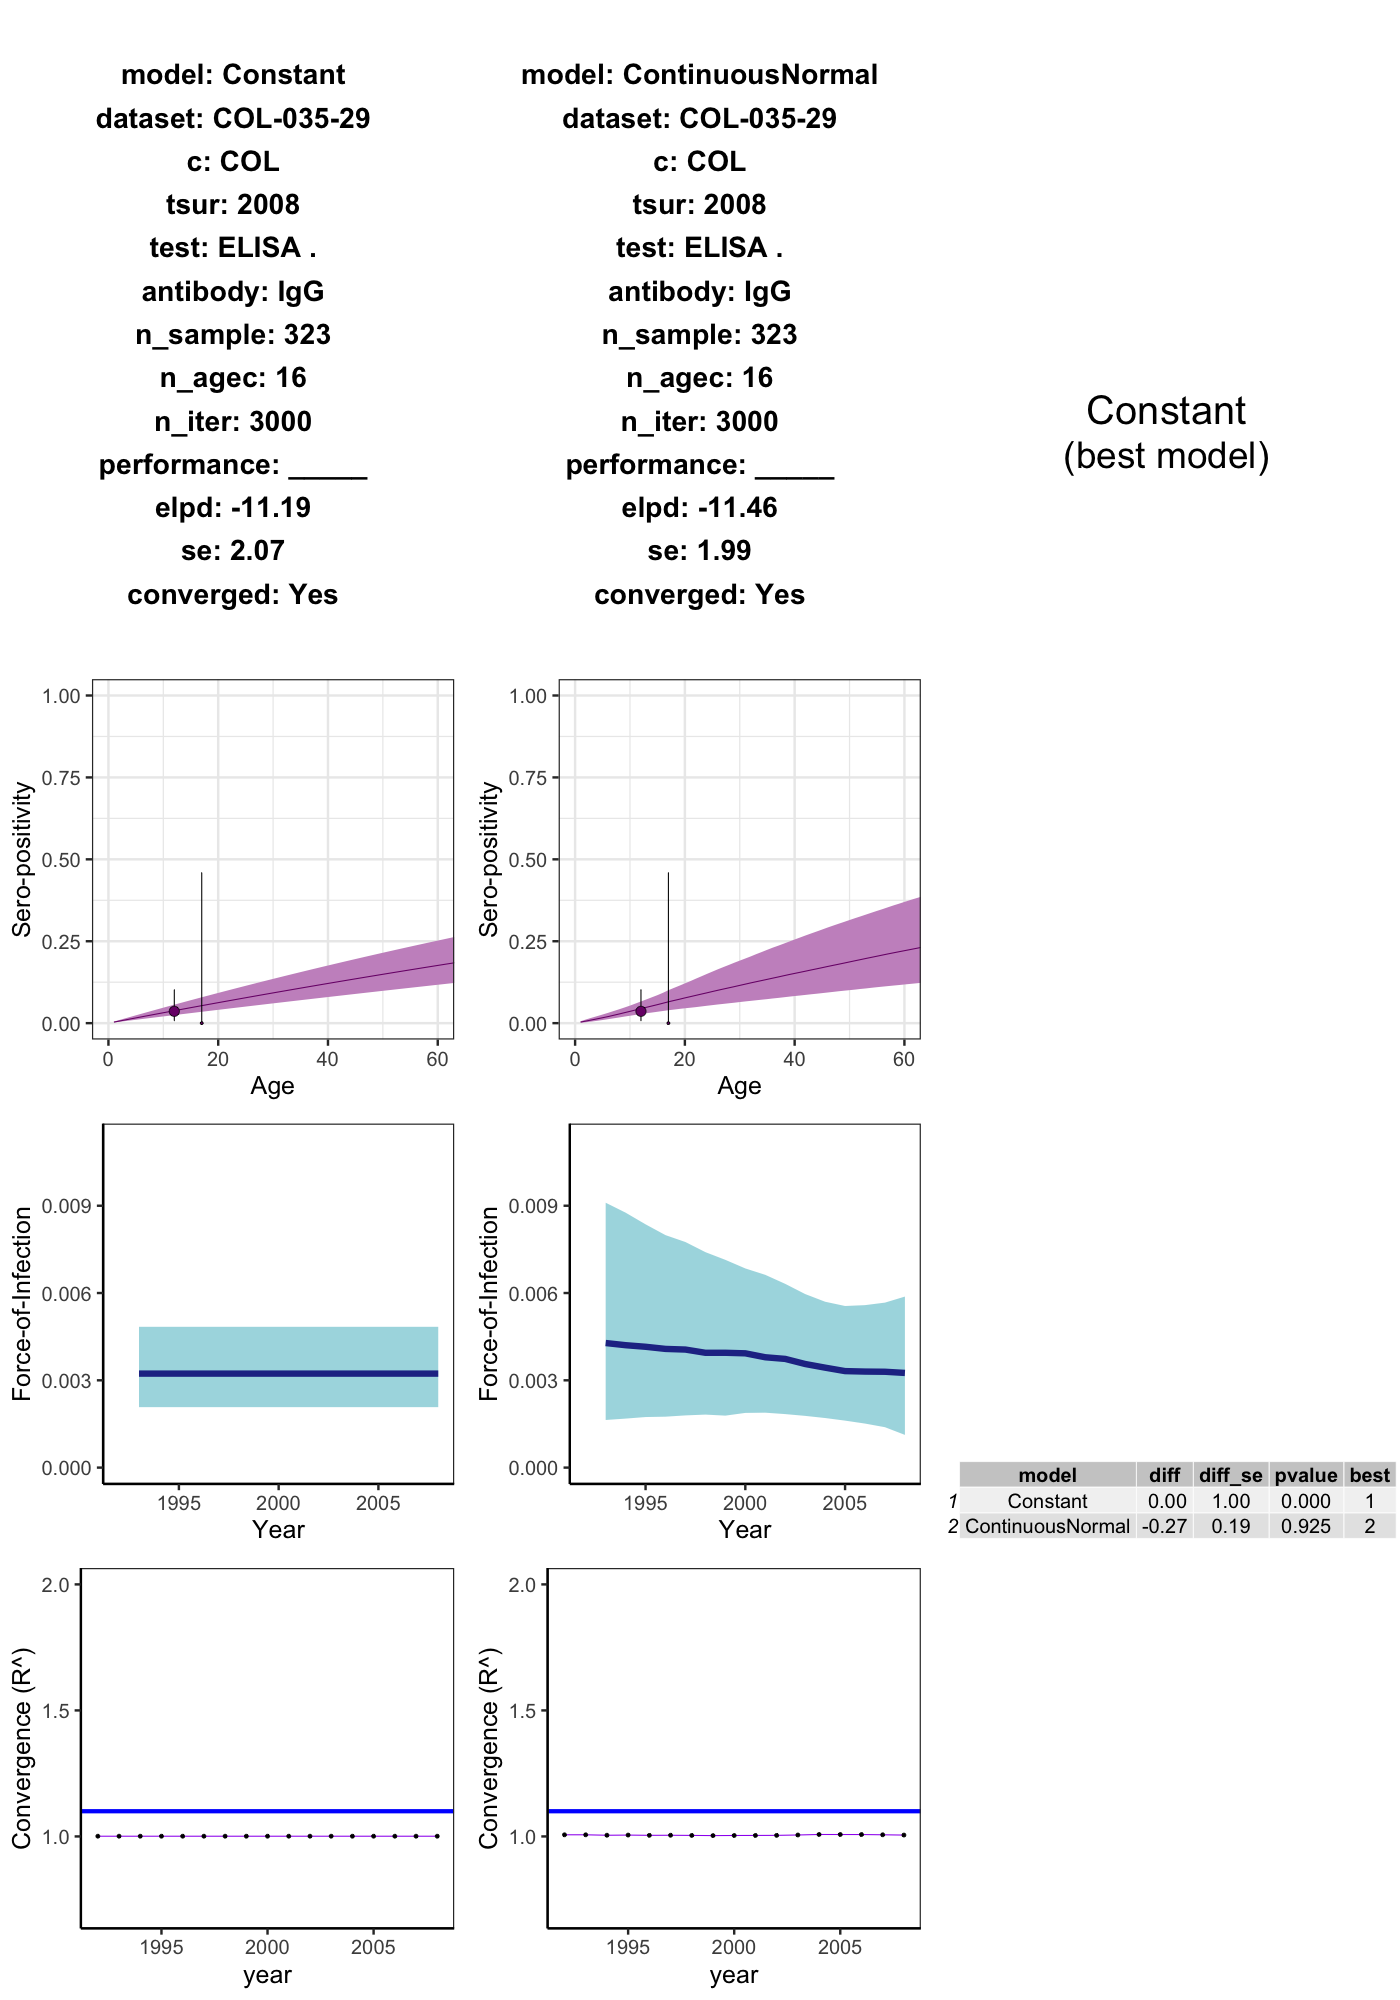 model: Constant
dataset: COL-035-29
c: COL
tsur: 2008
test: ELISA .
antibody: IgG
n_sample: 323
n_agec: 16
n_iter: 3000
performance: _____
elpd: -11.19
se: 2.07
converged: Yes
model: ContinuousNormal
dataset: COL-035-29
c: COL
tsur: 2008
test: ELISA .
antibody: IgG
n_sample: 323
n_agec: 16
n_iter: 3000
performance: _____
elpd: -11.46
se: 1.99
converged: Yes
Constant
(best model)
Sero-positivity
1.00
0.75
0.50
0.25
0.00
0 20 40 60
Age
Sero-positivity
1.00
0.75
0.50
0.25
0.00
0 20 40 60
Age
Force-of-Infection
0.009
0.006
0.003
0.000
1995 2000 2005
Year
Force-of-Infection
0.009
0.006
0.003
0.000
1995 2000 2005
Year
model diff diff_se pvalue best
1 Constant 0.00 1.00 0.000 1
2 ContinuousNormal -0.27 0.19 0.925 2
Convergence (R^)
2.0
1.5
1.0
1995 2000 2005
year
Convergence (R^)
2.0
1.5
1.0
1995 2000 2005
year